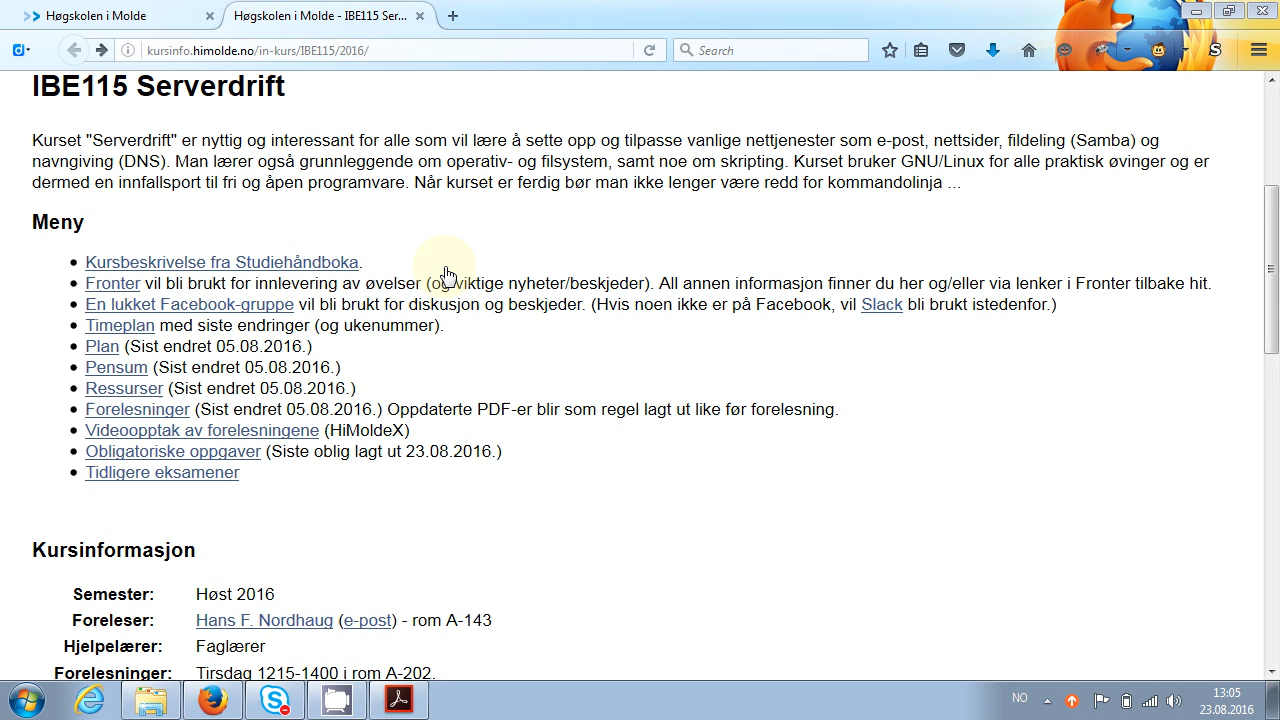 Høgskolen i Molde
Høgskolen i Molde - IBE115 Ser...
kursinfo.himolde.no/in-kurs/IBE115/2016/
Search
IBE115 Serverdrift
Kurset "Serverdrift" er nyttig og interessant for alle som vil lære å sette opp og tilpasse vanlige nettjenester som e-post, nettsider, fildeling (Samba) og
navngiving (DNS). Man lærer også grunnleggende om operativ- og filsystem, samt noe om skripting. Kurset bruker GNU/Linux for alle praktisk øvinger og er
dermed en innfallsport til fri og åpen programvare. Når kurset er ferdig bør man ikke lenger være redd for kommandolinja ...
Meny
Kursbeskrivelse fra Studiehåndboka.
Fronter vil bli brukt for innlevering av øvelser (og viktige nyheter/beskjeder). All annen informasjon finner du her og/eller via lenker i Fronter tilbake hit.
En lukket Facebook-gruppe vil bli brukt for diskusjon og beskjeder. (Hvis noen ikke er på Facebook, vil Slack bli brukt istedenfor.)
Timeplan med siste endringer (og ukenummer).
Plan (Sist endret 05.08.2016.)
Pensum (Sist endret 05.08.2016.)
Ressurser (Sist endret 05.08.2016.)
Forelesninger (Sist endret 05.08.2016.) Oppdaterte PDF-er blir som regel lagt ut like før forelesning.
Videoopptak av forelesningene (HiMoldeX)
Obligatoriske oppgaver (Siste oblig lagt ut 23.08.2016.)
Tidligere eksamener
Kursinformasjon
Semester: Høst 2016
Foreleser: Hans F. Nordhaug (e-post) - rom A-143
Hjelpelærer: Faglærer
Forelesninger: Tirsdag 1215-1400 i rom A-202.
NO
13:05
23.08.2016